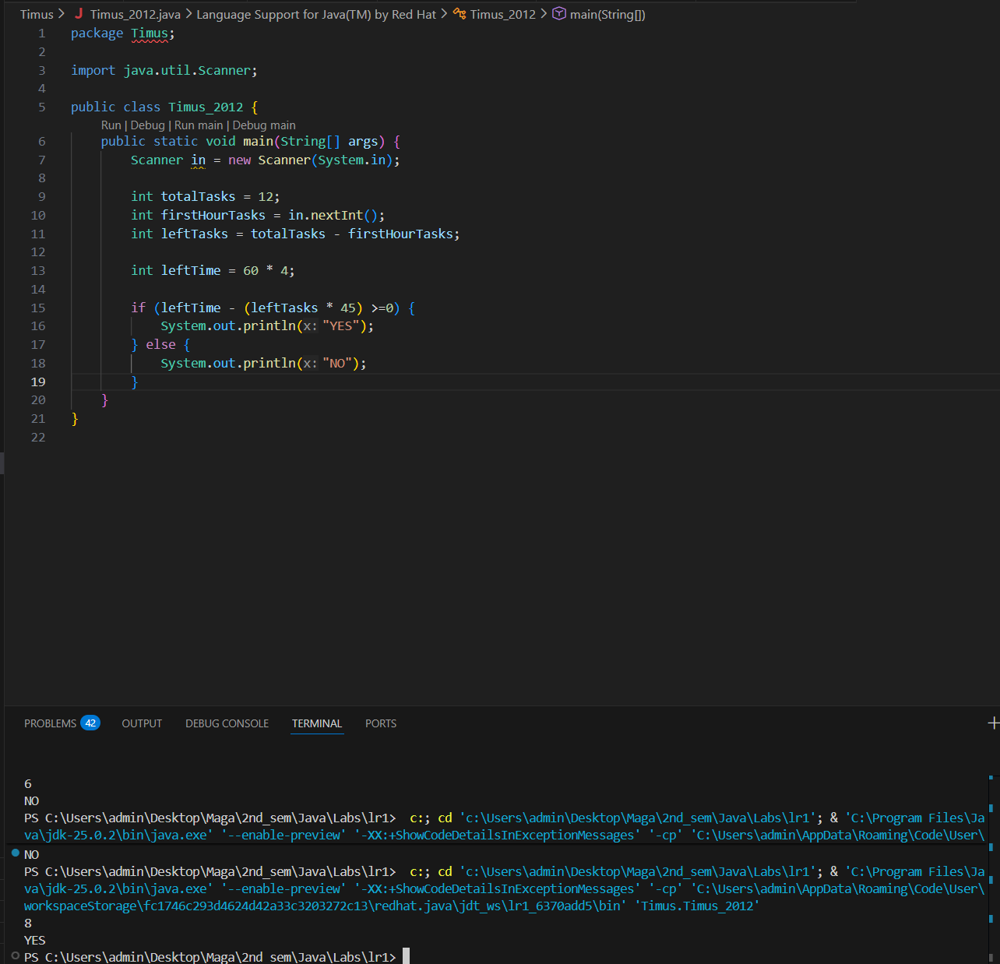 Timus > J Timus_2012.java > Language Support for Java(TM) by Red Hat > Timus_2012 > main(String[])
1 package Timus;
2
3 import java.util.Scanner;
4
5 public class Timus_2012 {
Run | Debug | Run main | Debug main
6 public static void main(String[] args) {
7 Scanner in = new Scanner(System.in);
8
9 int totalTasks = 12;
10 int firstHourTasks = in.nextInt();
11 int leftTasks = totalTasks - firstHourTasks;
12
13 int leftTime = 60 * 4;
14
15 if (leftTime - (leftTasks * 45) >=0) {
16 System.out.println(x: "YES");
17 } else {
18 System.out.println(x: "NO");
19 }
20 }
21 }
22
PROBLEMS 42 OUTPUT DEBUG CONSOLE TERMINAL PORTS
6
NO
PS C:\Users\admin\Desktop\Maga\2nd_sem\Java\Labs\lr1> c:; cd 'c:\Users\admin\Desktop\Maga\2nd_sem\Java\Labs\lr1'; & 'C:\Program Files\Ja
va\jdk-25.0.2\bin\java.exe' '--enable-preview' '-XX:+ShowCodeDetailsInExceptionMessages' '-cp' 'C:\Users\admin\AppData\Roaming\Code\User\
NO
PS C:\Users\admin\Desktop\Maga\2nd_sem\Java\Labs\lr1> c:; cd 'c:\Users\admin\Desktop\Maga\2nd_sem\Java\Labs\lr1'; & 'C:\Program Files\Ja
va\jdk-25.0.2\bin\java.exe' '--enable-preview' '-XX:+ShowCodeDetailsInExceptionMessages' '-cp' 'C:\Users\admin\AppData\Roaming\Code\User\
workspaceStorage\fc1746c293d4624d42a33c3203272c13\redhat.java\jdt_ws\lr1_6370add5\bin' 'Timus.Timus_2012'
8
YES
PS C:\Users\admin\Desktop\Maga\2nd_sem\Java\Labs\lr1>